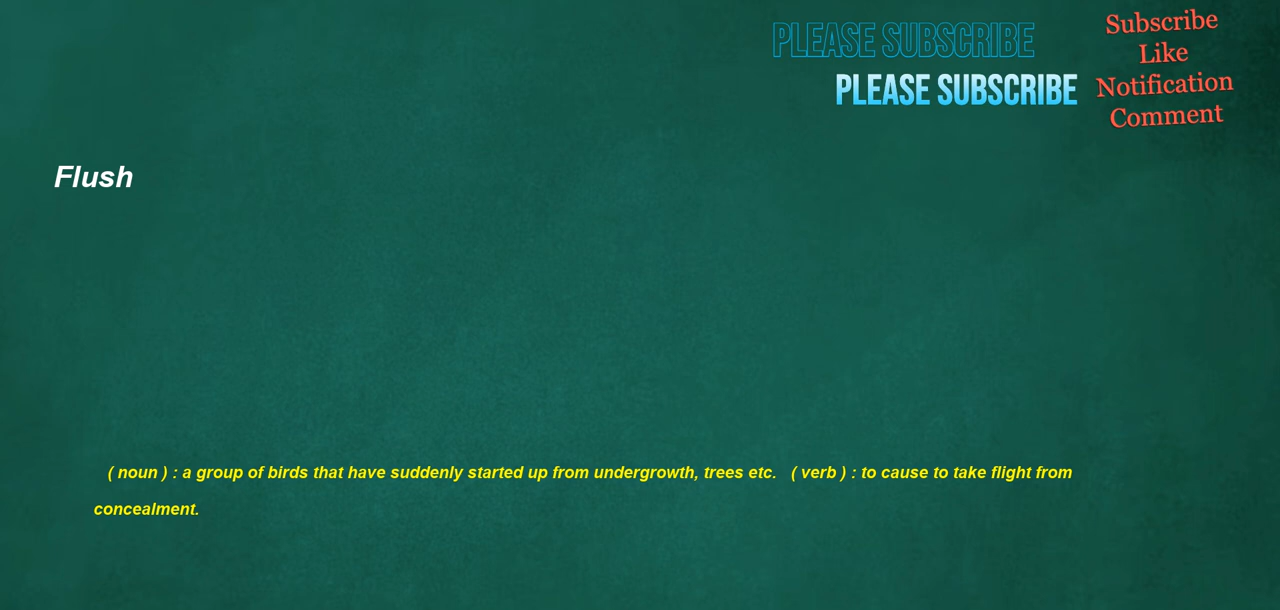 PLEASE SUBSCRIBE
PLEASE SUBSCRIBE
Subscribe
Like
Notification
Comment
Flush
( noun ) : a group of birds that have suddenly started up from undergrowth, trees etc. ( verb ) : to cause to take flight from
concealment.